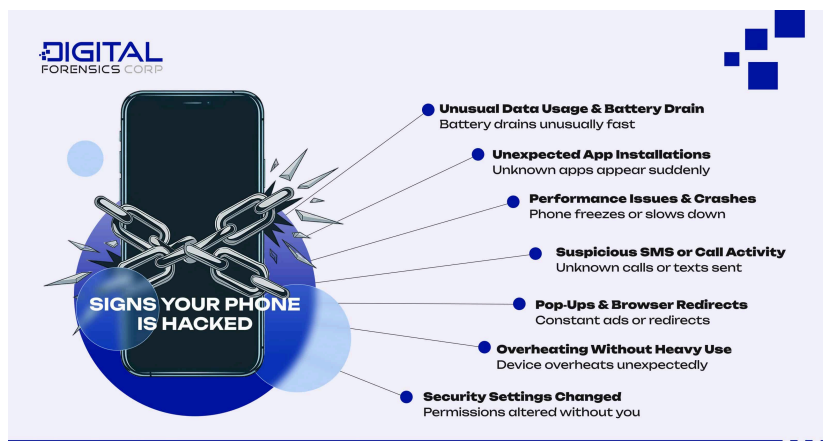 DIGITAL
FORENSICS CORP
Unusual Data Usage & Battery Drain
Battery drains unusually fast
Unexpected App Installations
Unknown apps appear suddenly
Performance Issues & Crashes
Phone freezes or slows down
Suspicious SMS or Call Activity
Unknown calls or texts sent
SIGNS YOUR PHONE
IS HACKED
Pop-Ups & Browser Redirects
Constant ads or redirects
Overheating Without Heavy Use
Device overheats unexpectedly
Security Settings Changed
Permissions altered without you